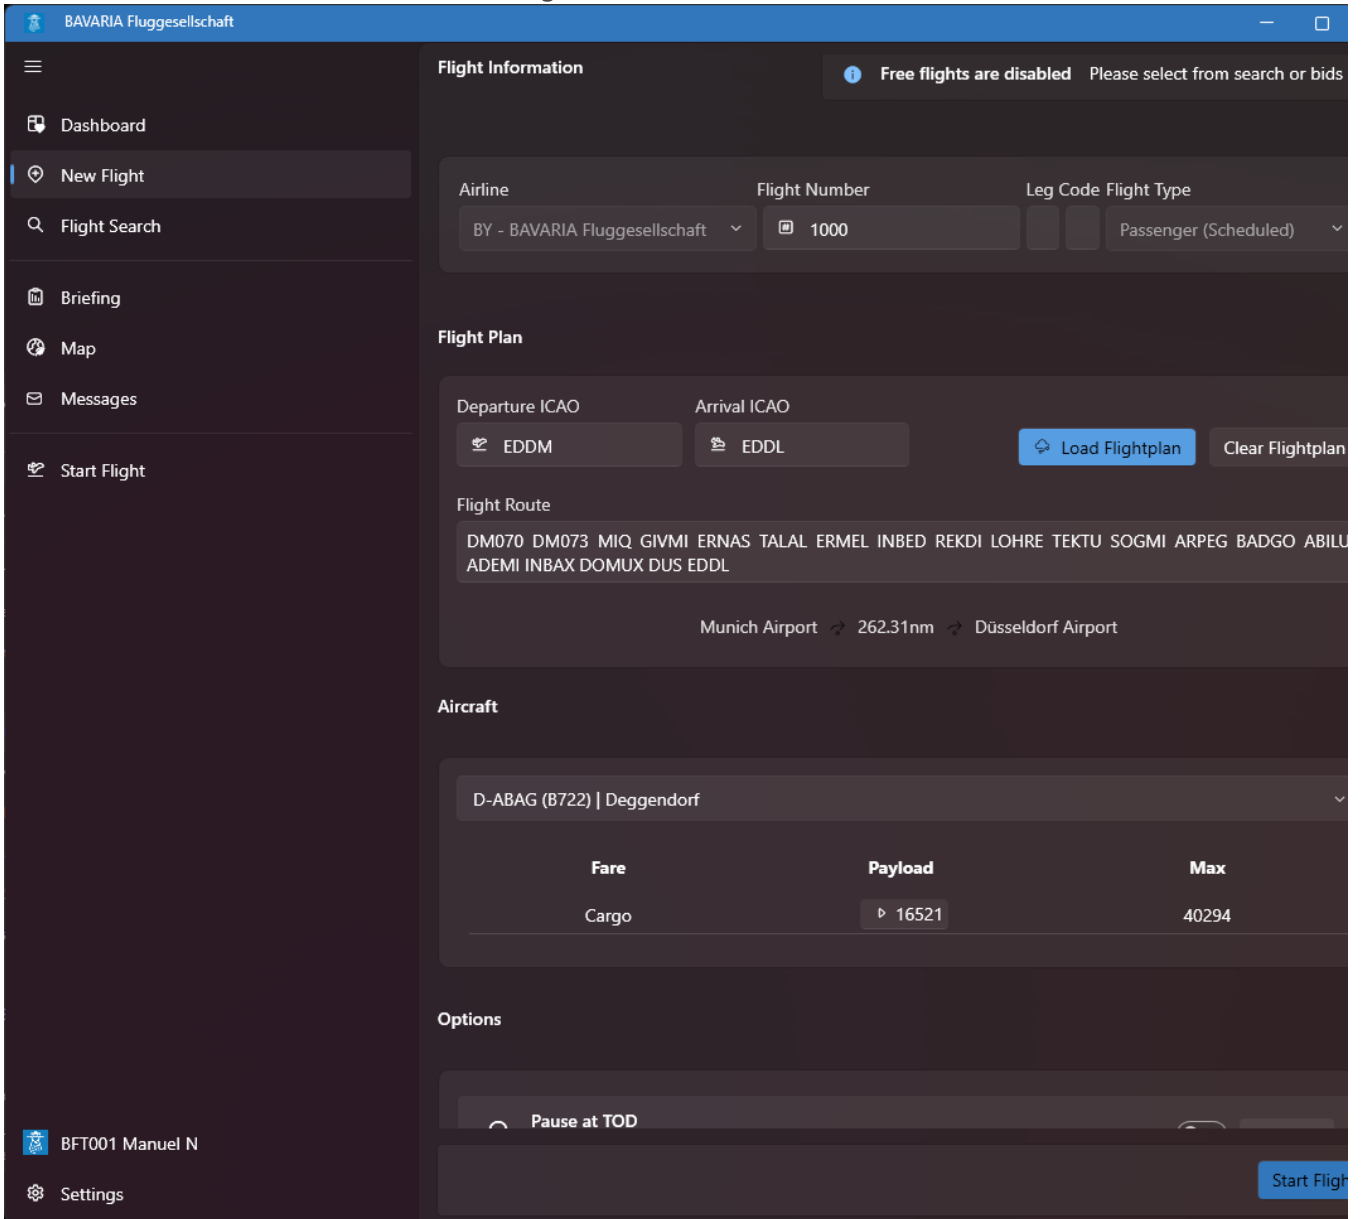 BAVARIA Fluggesellschaft
Dashboard
New Flight
Flight Search
Briefing
Map
Messages
Start Flight
BFT001 Manuel N
Settings
Flight Information
Free flights are disabled Please select from search or bids
Airline Flight Number Leg Code Flight Type
BY - BAVARIA Fluggesellschaft 1000 Passenger (Scheduled)
Flight Plan
Departure ICAO Arrival ICAO
EDDM EDDL Load Flightplan Clear Flightplan
Flight Route
DM070 DM073 MIQ GIVMI ERNAS TALAL ERMEL INBED REKDI LOHRE TEKTU SOGMI ARPEG BADGO ABILU
ADEMI INBAX DOMUX DUS EDDL
Munich Airport 262.31nm Düsseldorf Airport
Aircraft
D-ABAG (B722) | Deggendorf
Fare Payload Max
Cargo 16521 40294
Options
Pause at TOD
Start Fligh